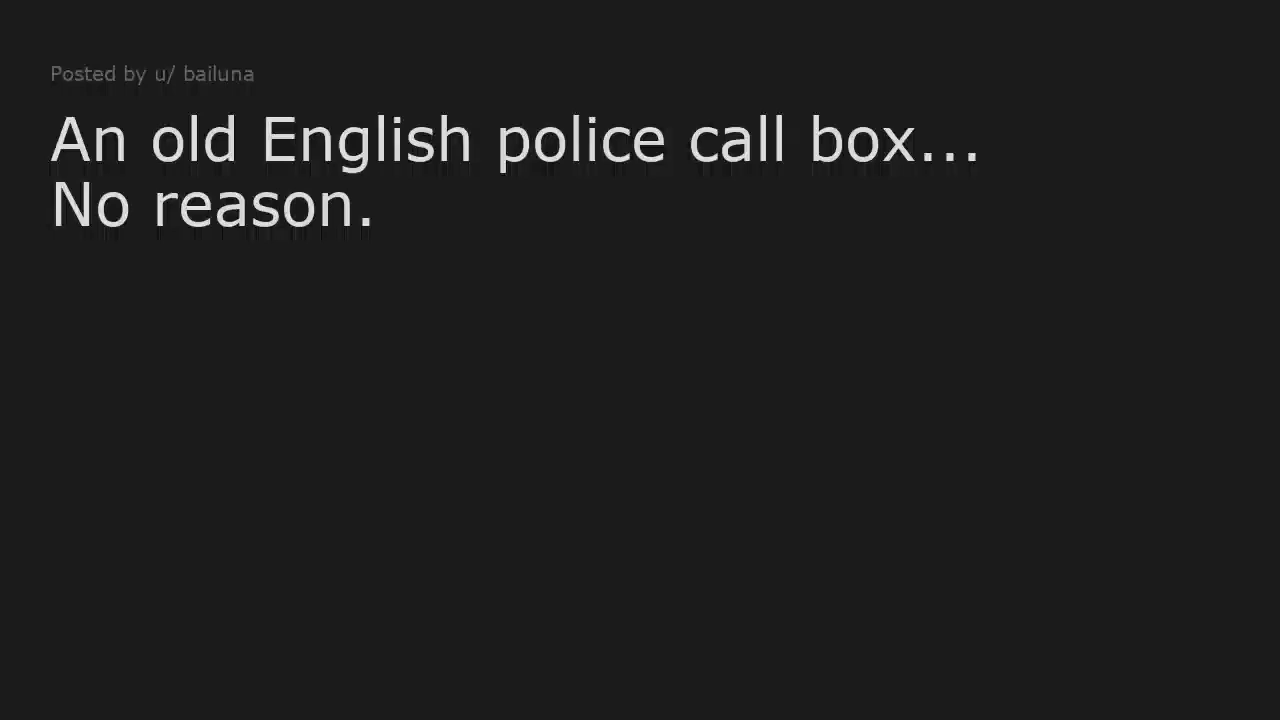 Posted by u/ bailuna
An old English police call box...
No reason.